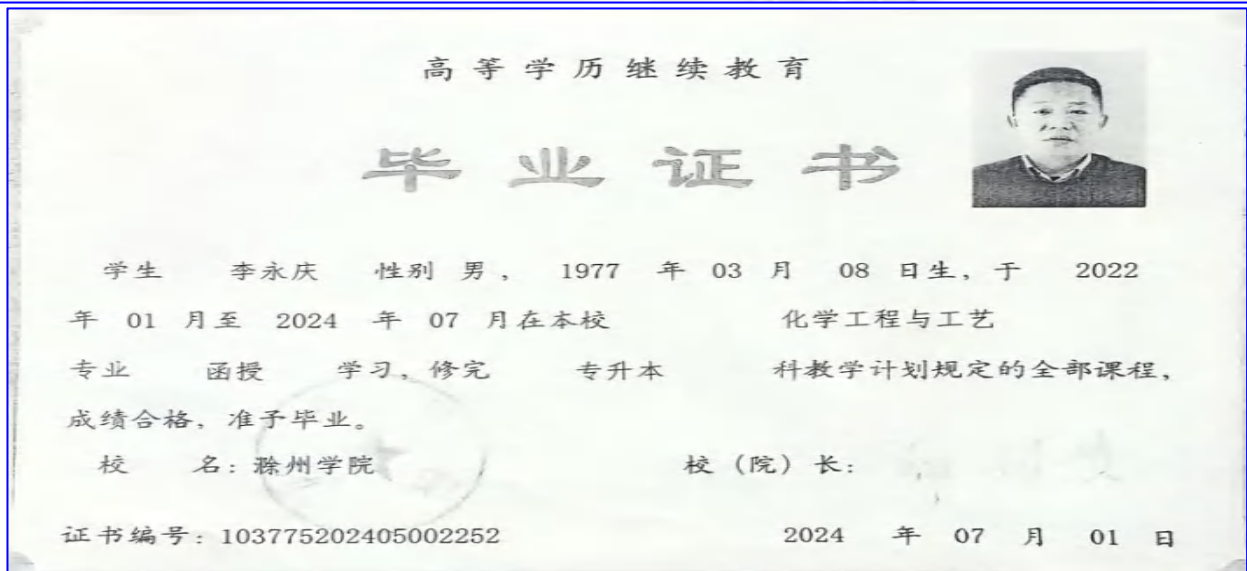 高等学历继续教育
毕业证书
学生 李永庆 性别 男， 1977 年 03 月 08 日生，于 2022
年 01 月至 2024 年 07 月在本校 化学工程与工艺
专业 函授 学习，修完 专升本 科教学计划规定的全部课程，
成绩合格，准予毕业。
校 名：滁州学院 校（院）长：
证书编号：103775202405002252 2024 年 07 月 01 日